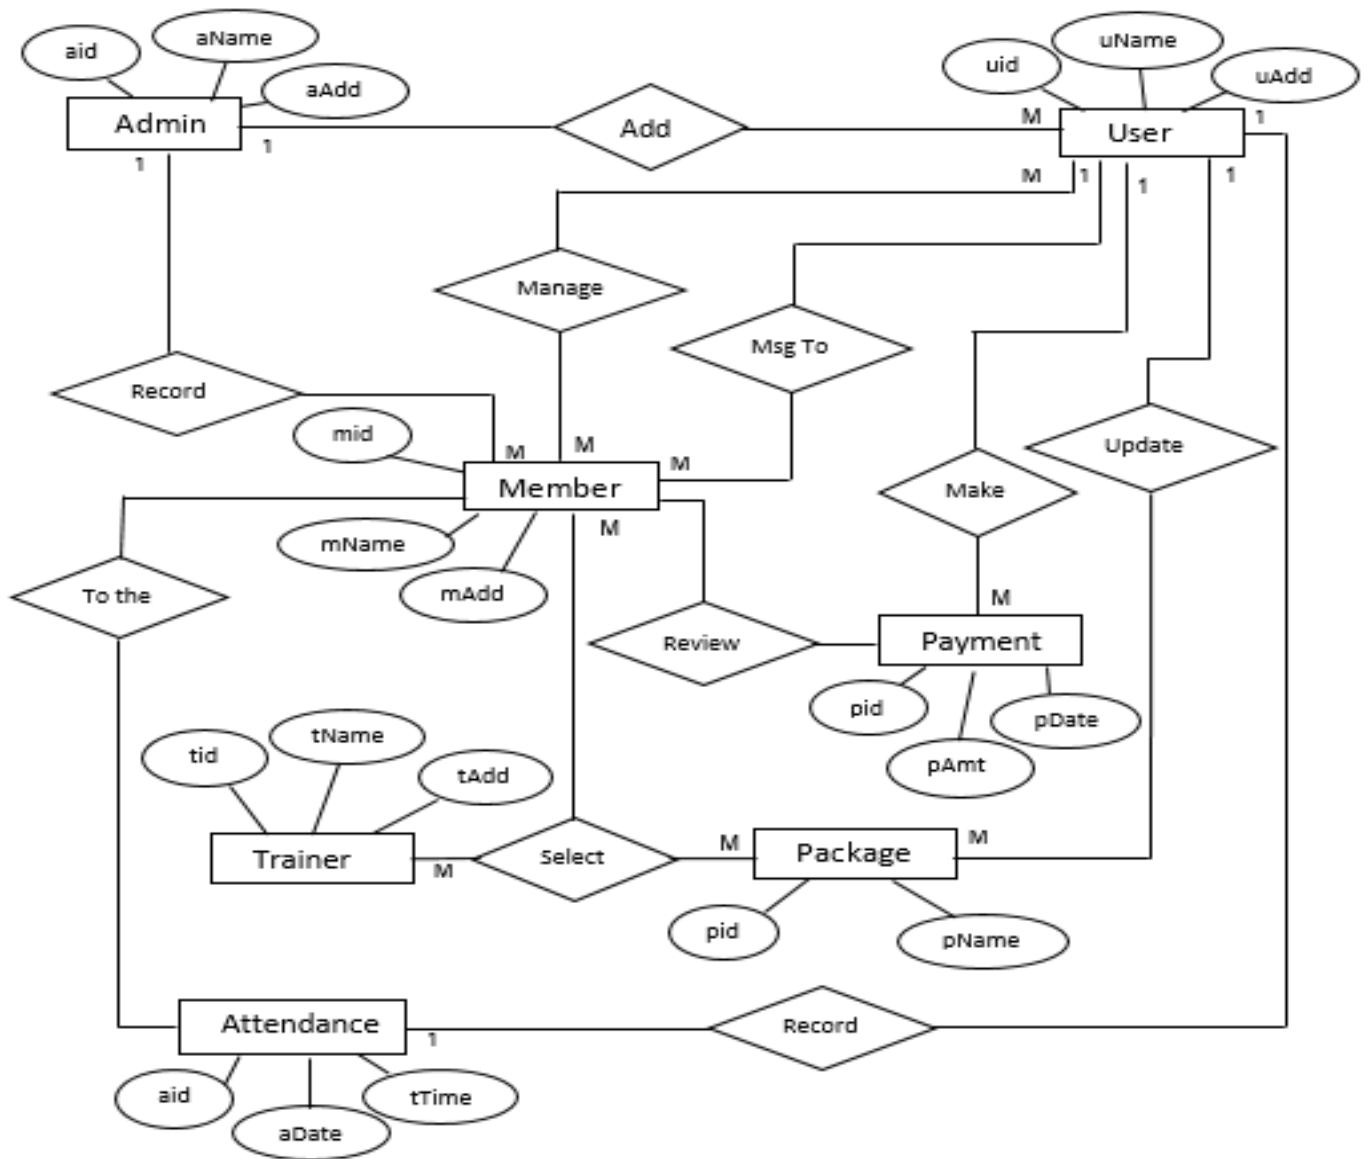 aid
aName
aAdd
Admin
1
1
Add
uid
uName
uAdd
M
User
1
M
1
1
1
Manage
Msg To
Record
mid
M
M
M
Member
M
mName
mAdd
To the
Make
Update
Review
M
Payment
pid
pAmt
pDate
tid
tName
tAdd
Trainer
M
Select
M
Package
M
pid
pName
Attendance
1
Record
aid
aDate
tTime